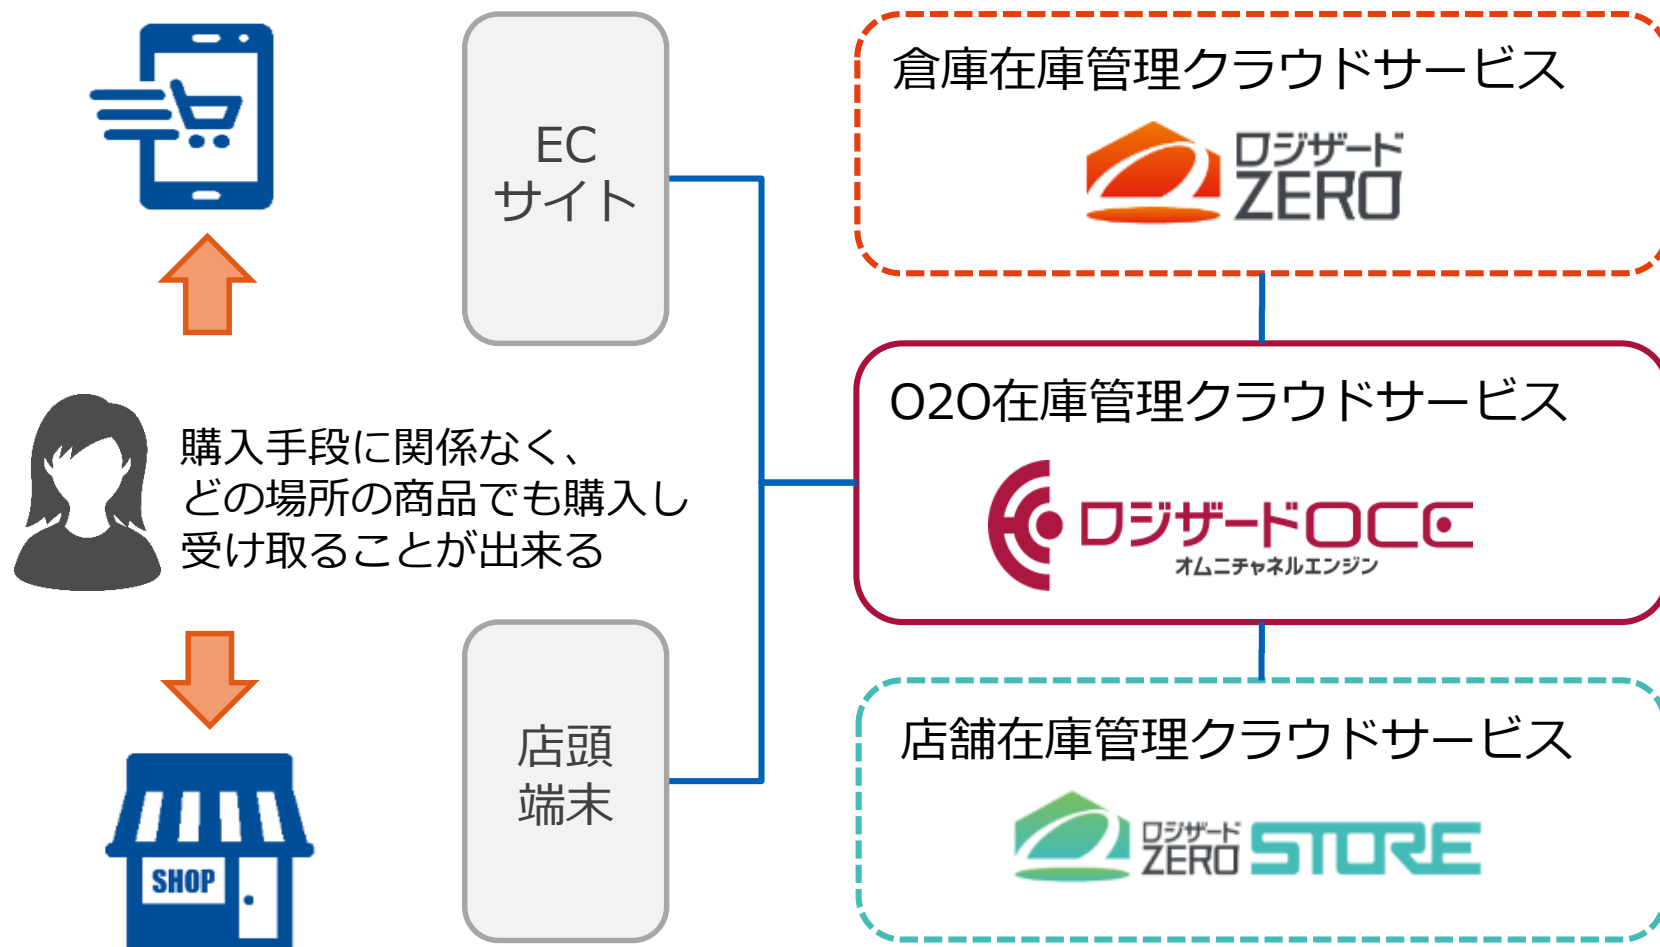 EC
サイト
購入手段に関係なく、
どの場所の商品でも購入し
受け取ることが出来る
SHOP
店頭
端末
倉庫在庫管理クラウドサービス
ロジザード
ZERO
O2O在庫管理クラウドサービス
ロジザードOCE
オムニチャネルエンジン
店舗在庫管理クラウドサービス
ロジザード
ZERO STORE